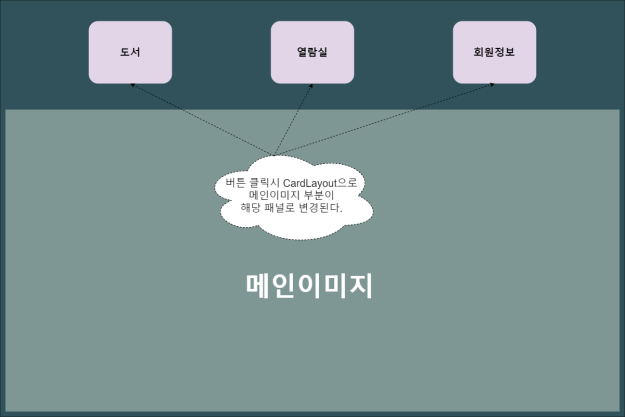 도서
열람실
회원정보
버튼 클릭시 CardLayout으로
메인이미지 부분이
해당 패널로 변경된다.
메인이미지